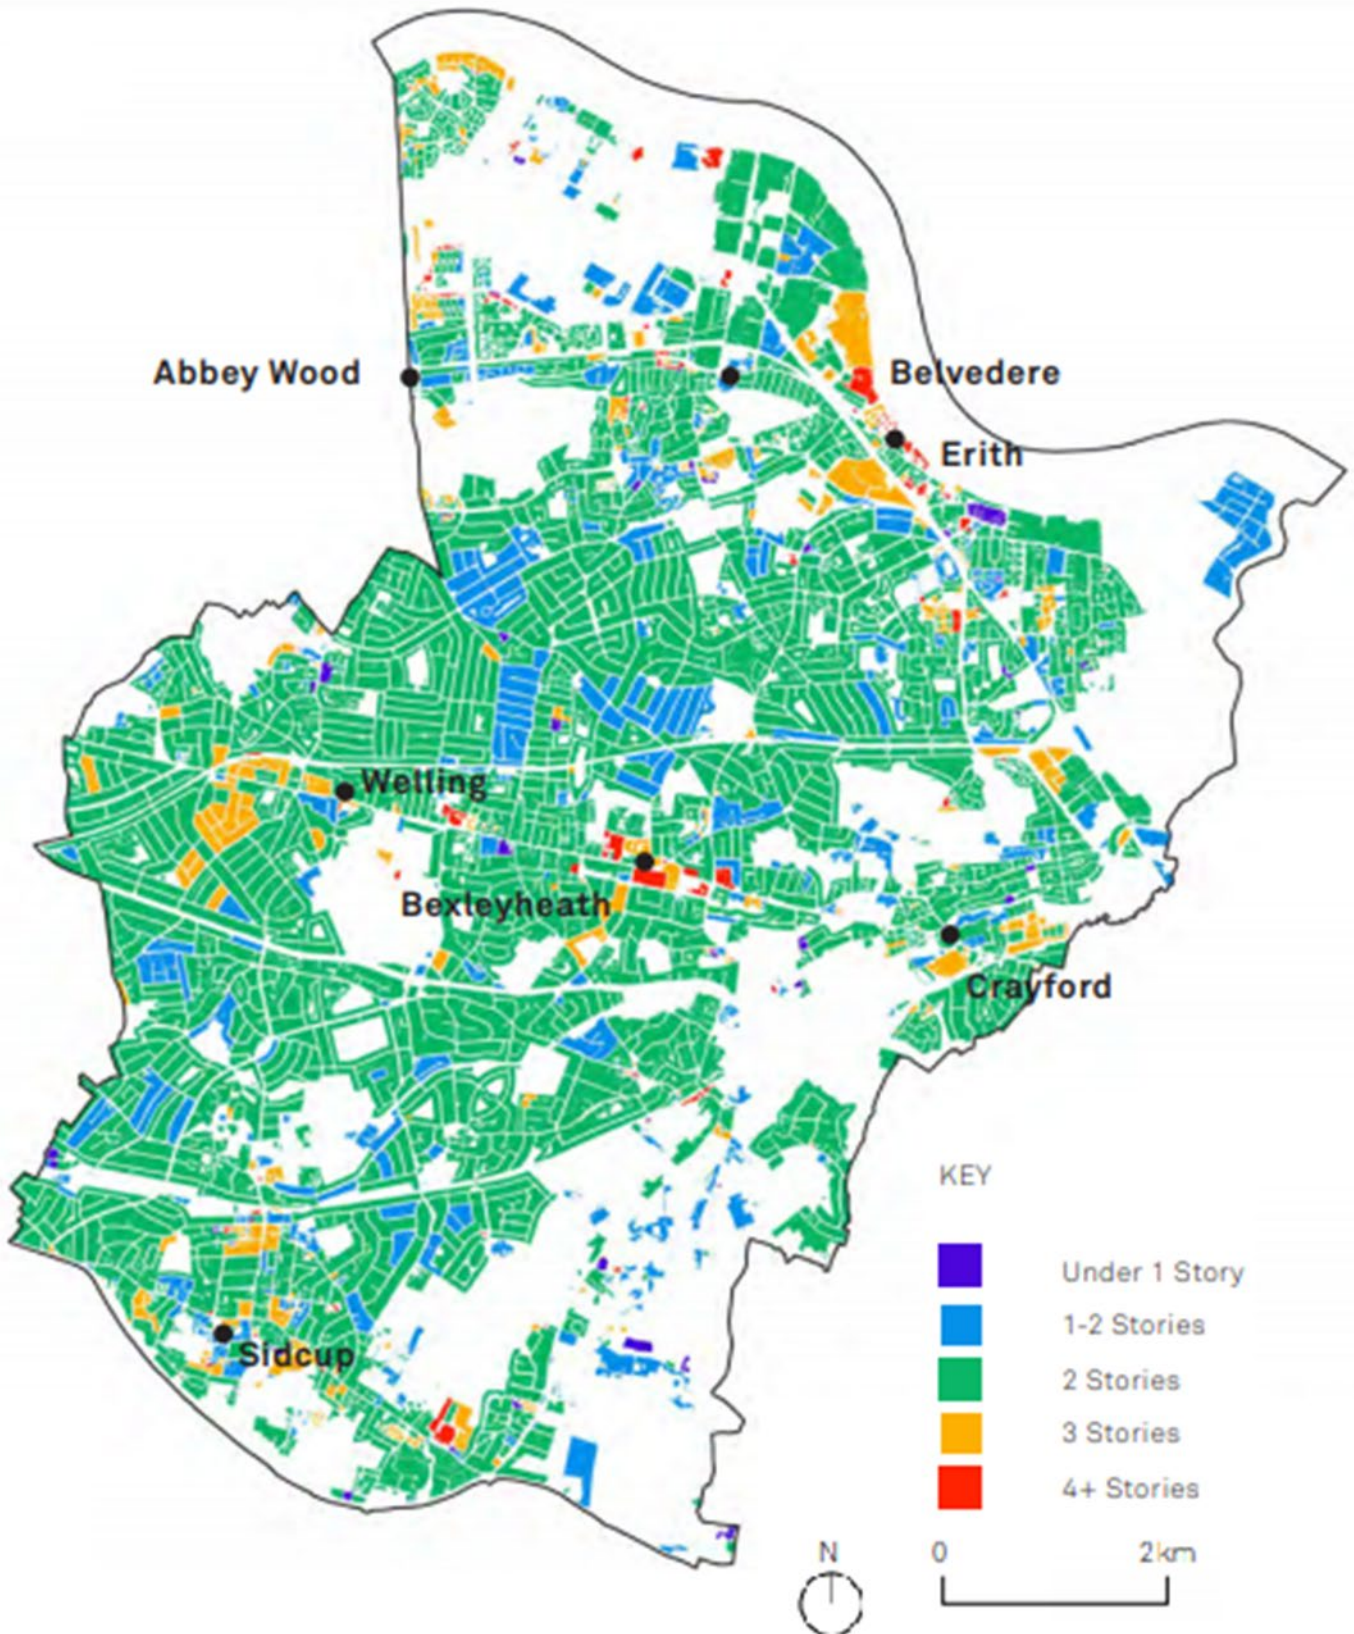 Abbey Wood
Belvedere
Erith
Welling
Bexleyheath
Crayford
Sidcup
KEY
Under 1 Story
1-2 Stories
2 Stories
3 Stories
4+ Stories
N
0 2km